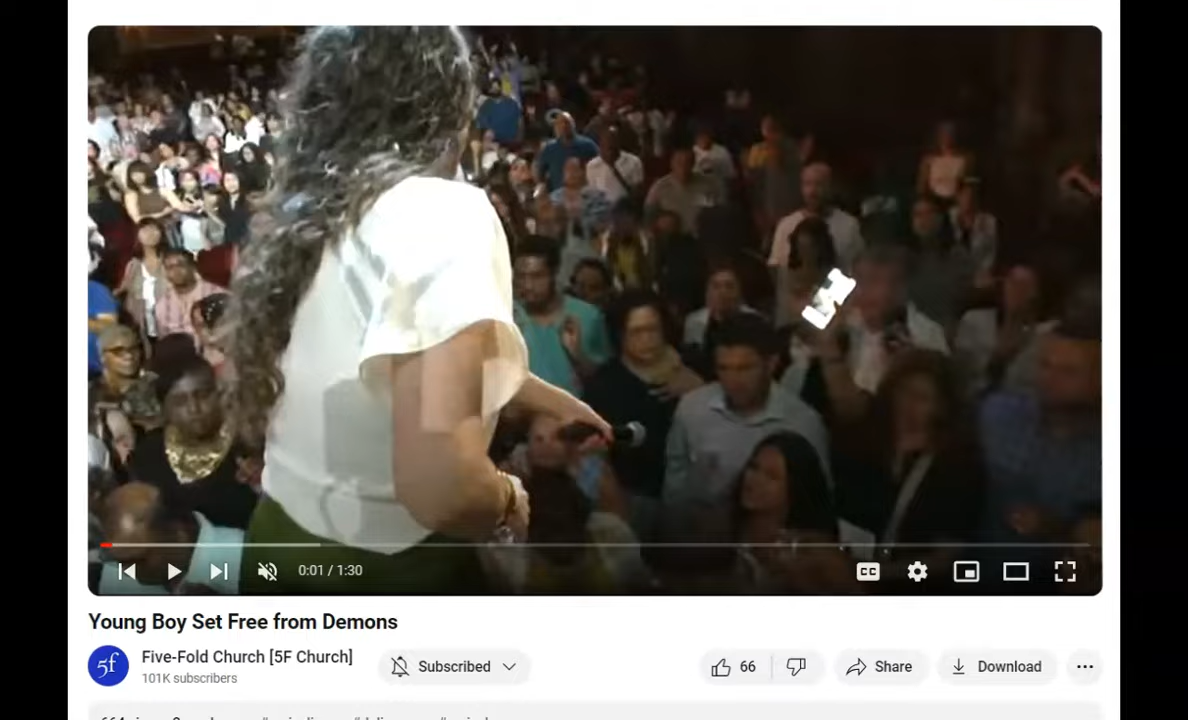 0:01 / 1:30
CC
Young Boy Set Free from Demons
5f
Five-Fold Church [5F Church]
101K subscribers
Subscribed
66
Share
Download